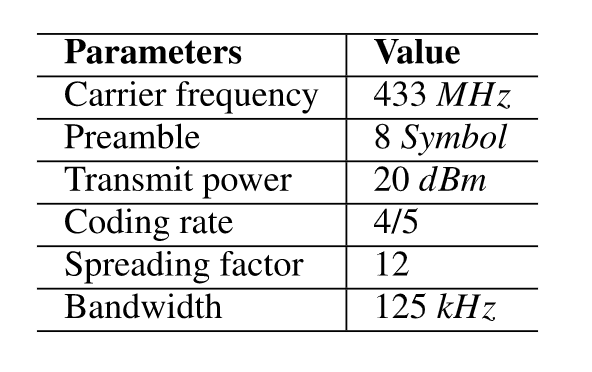 Parameters Value
Carrier frequency 433 MHz
Preamble 8 Symbol
Transmit power 20 dBm
Coding rate 4/5
Spreading factor 12
Bandwidth 125 kHz